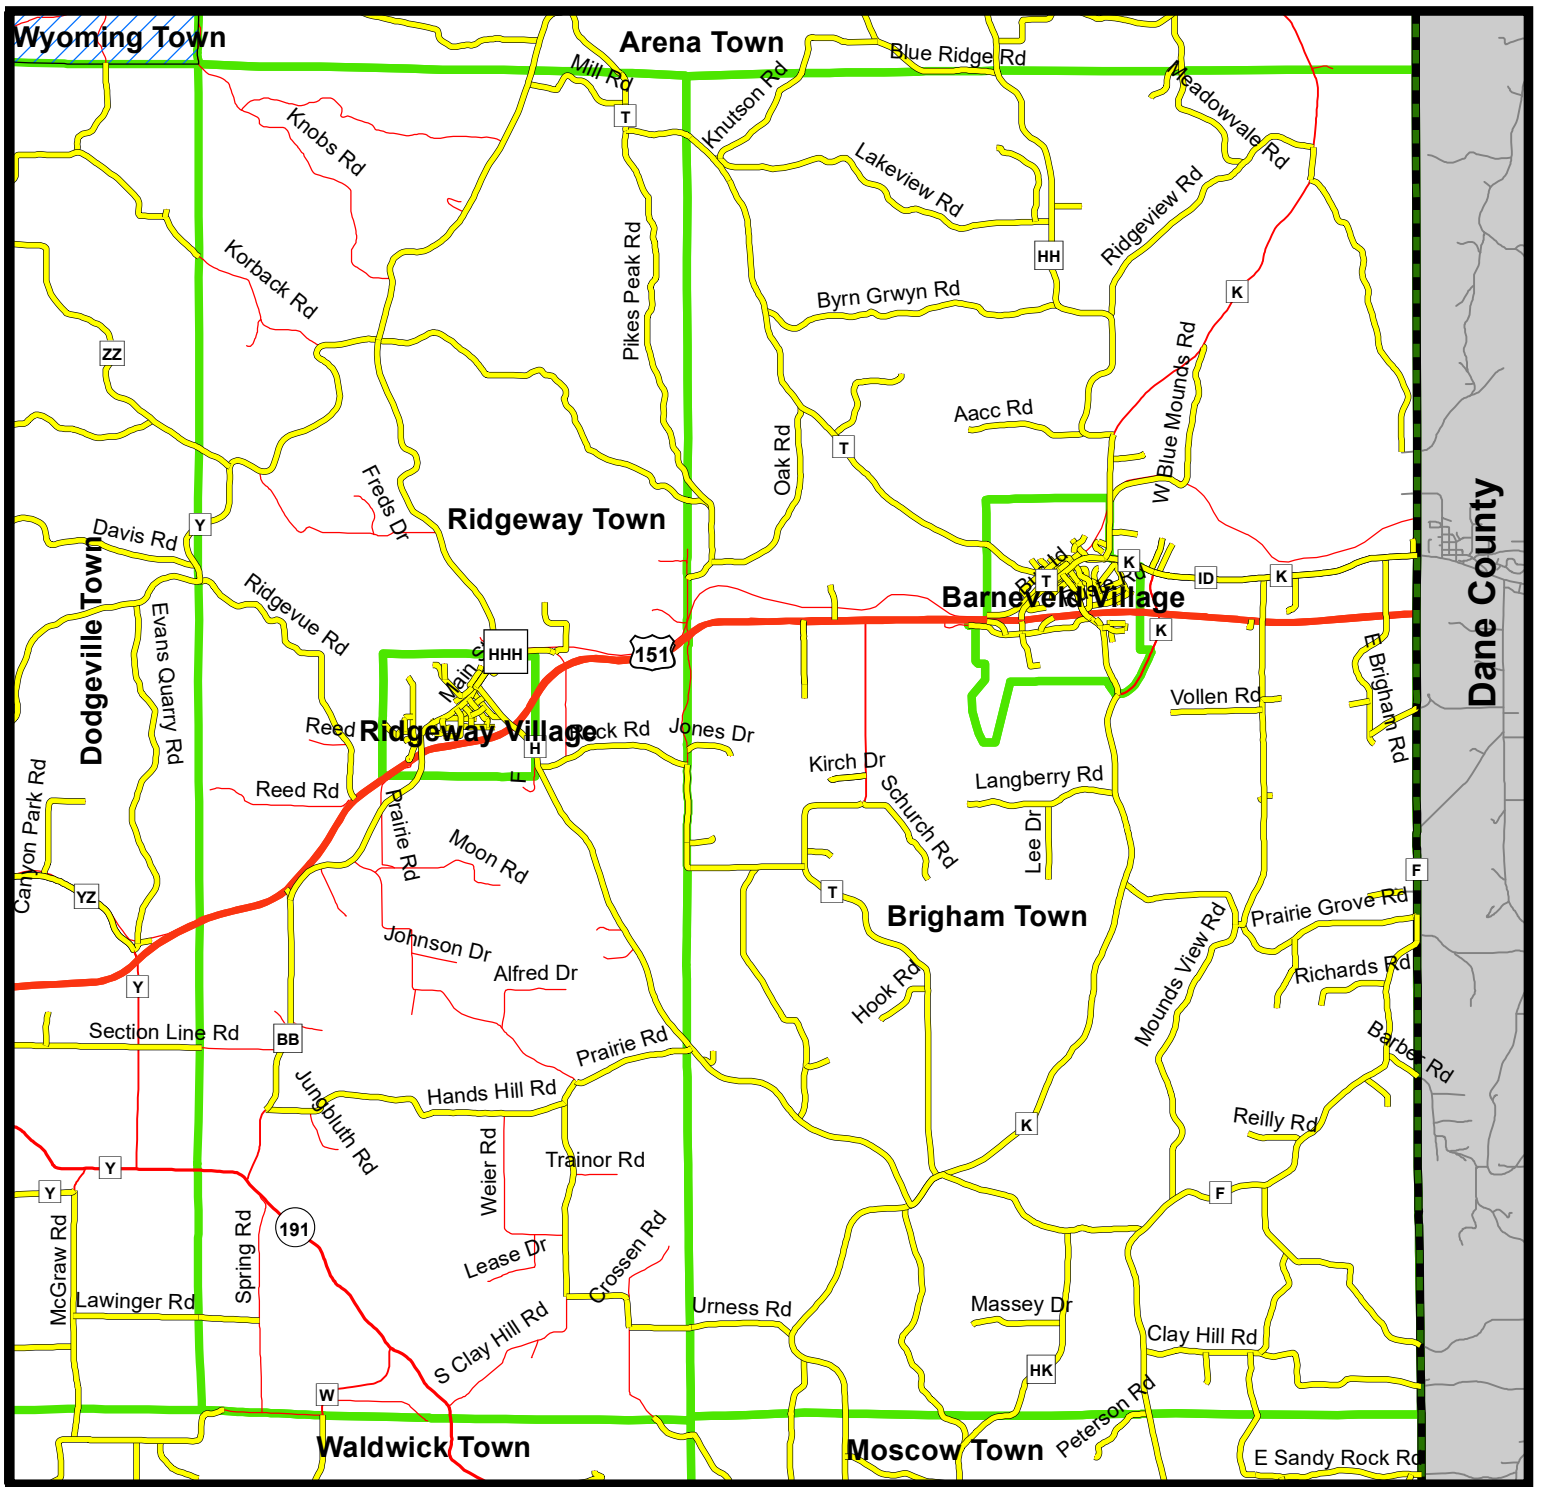 Wyoming Town
Arena Town
Blue Ridge Rd
Mill Rd
Knutson Rd
Meadowvale Rd
T
Knobs Rd
Lakeview Rd
Ridgeview Rd
Korback Rd
Pikes Peak Rd
HH
K
Byrn Grwyn Rd
ZZ
W Blue Mounds Rd
Aacc Rd
Oak Rd
T
Freds Dr
Y
Ridgeway Town
Davis Rd
Dodgeville Town
Dane County
K
T
ID
K
Barneveld Village
Ridgevue Rd
Evans Quarry Rd
HHH
151
K
E Brigham Rd
Main St
Vollen Rd
Reed
Ridgeway Village
H
Rock Rd
Jones Dr
F
Kirch Dr
Langberry Rd
Reed Rd
Prairie Rd
Schurch Rd
Canyon Park Rd
Moon Rd
Lee Dr
F
YZ
T
Brigham Town
Prairie Grove Rd
Mounds View Rd
Johnson Dr
Alfred Dr
Hook Rd
Richards Rd
Y
Section Line Rd
BB
Prairie Rd
Barber Rd
Jungbluth Rd
Hands Hill Rd
K
Reilly Rd
Weier Rd
Trainor Rd
Y
Y
F
191
McGraw Rd
Spring Rd
Lease Dr
Crossen Rd
Lawinger Rd
Urness Rd
Massey Dr
S Clay Hill Rd
Clay Hill Rd
HK
W
Peterson Rd
Waldwick Town
Moscow Town
E Sandy Rock Rd